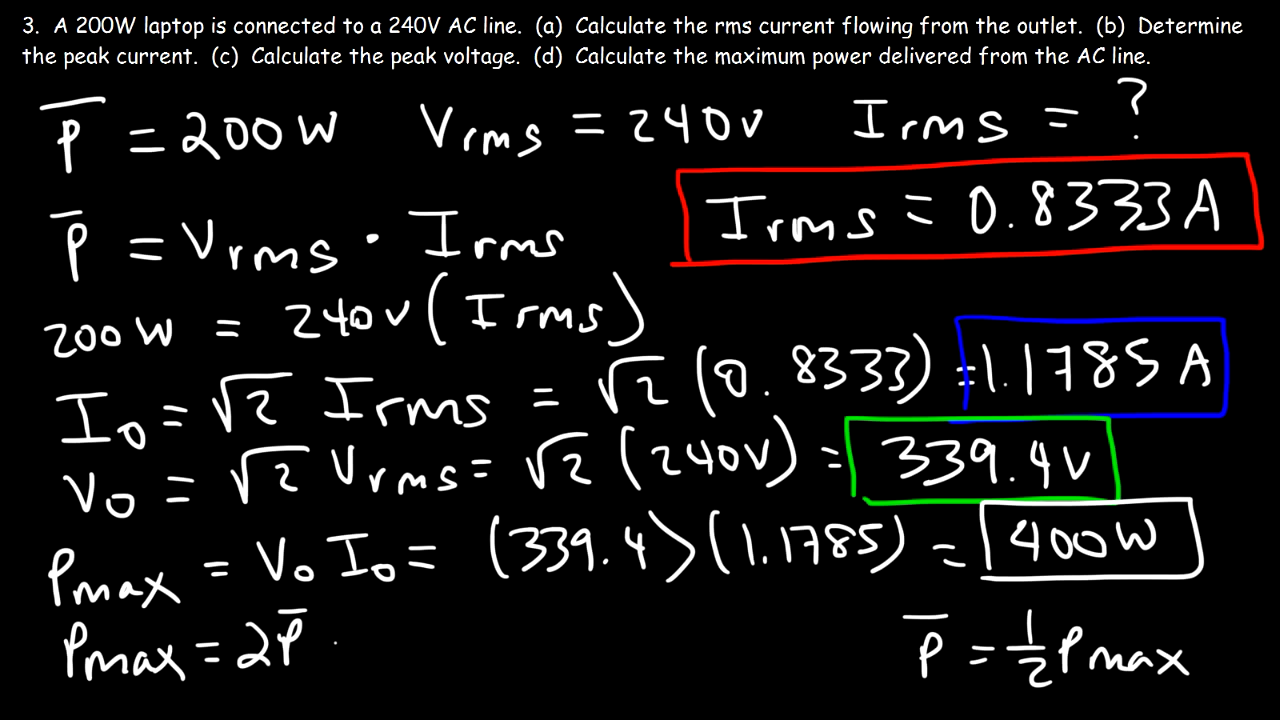 3. A 200W laptop is connected to a 240V AC line. (a) Calculate the rms current flowing from the outlet. (b) Determine
the peak current. (c) Calculate the peak voltage. (d) Calculate the maximum power delivered from the AC line.
P̅ = 200W Vrms = 240V Irms = ?
Irms = 0.8333A
P̅ = Vrms · Irms
200W = 240V (Irms)
I₀ = √2 Irms = √2 (0.8333) = 1.1785 A
V₀ = √2 Vrms = √2 (240V) = 339.4V
Pmax = V₀ I₀ = (339.4)(1.1785) = 400W
Pmax = 2P̅ P̅ = ½ Pmax